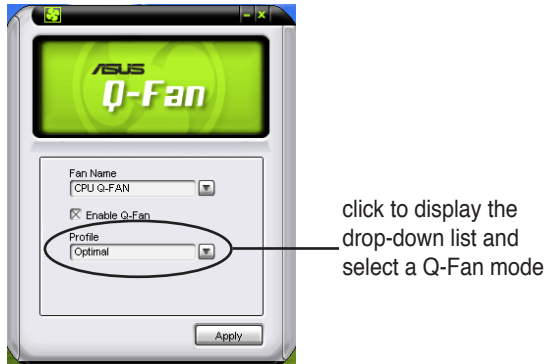 ASUS
Q-Fan
Fan Name
CPU Q-FAN
Enable Q-Fan
Profile
Optimal
click to display the
drop-down list and
select a Q-Fan mode
Apply